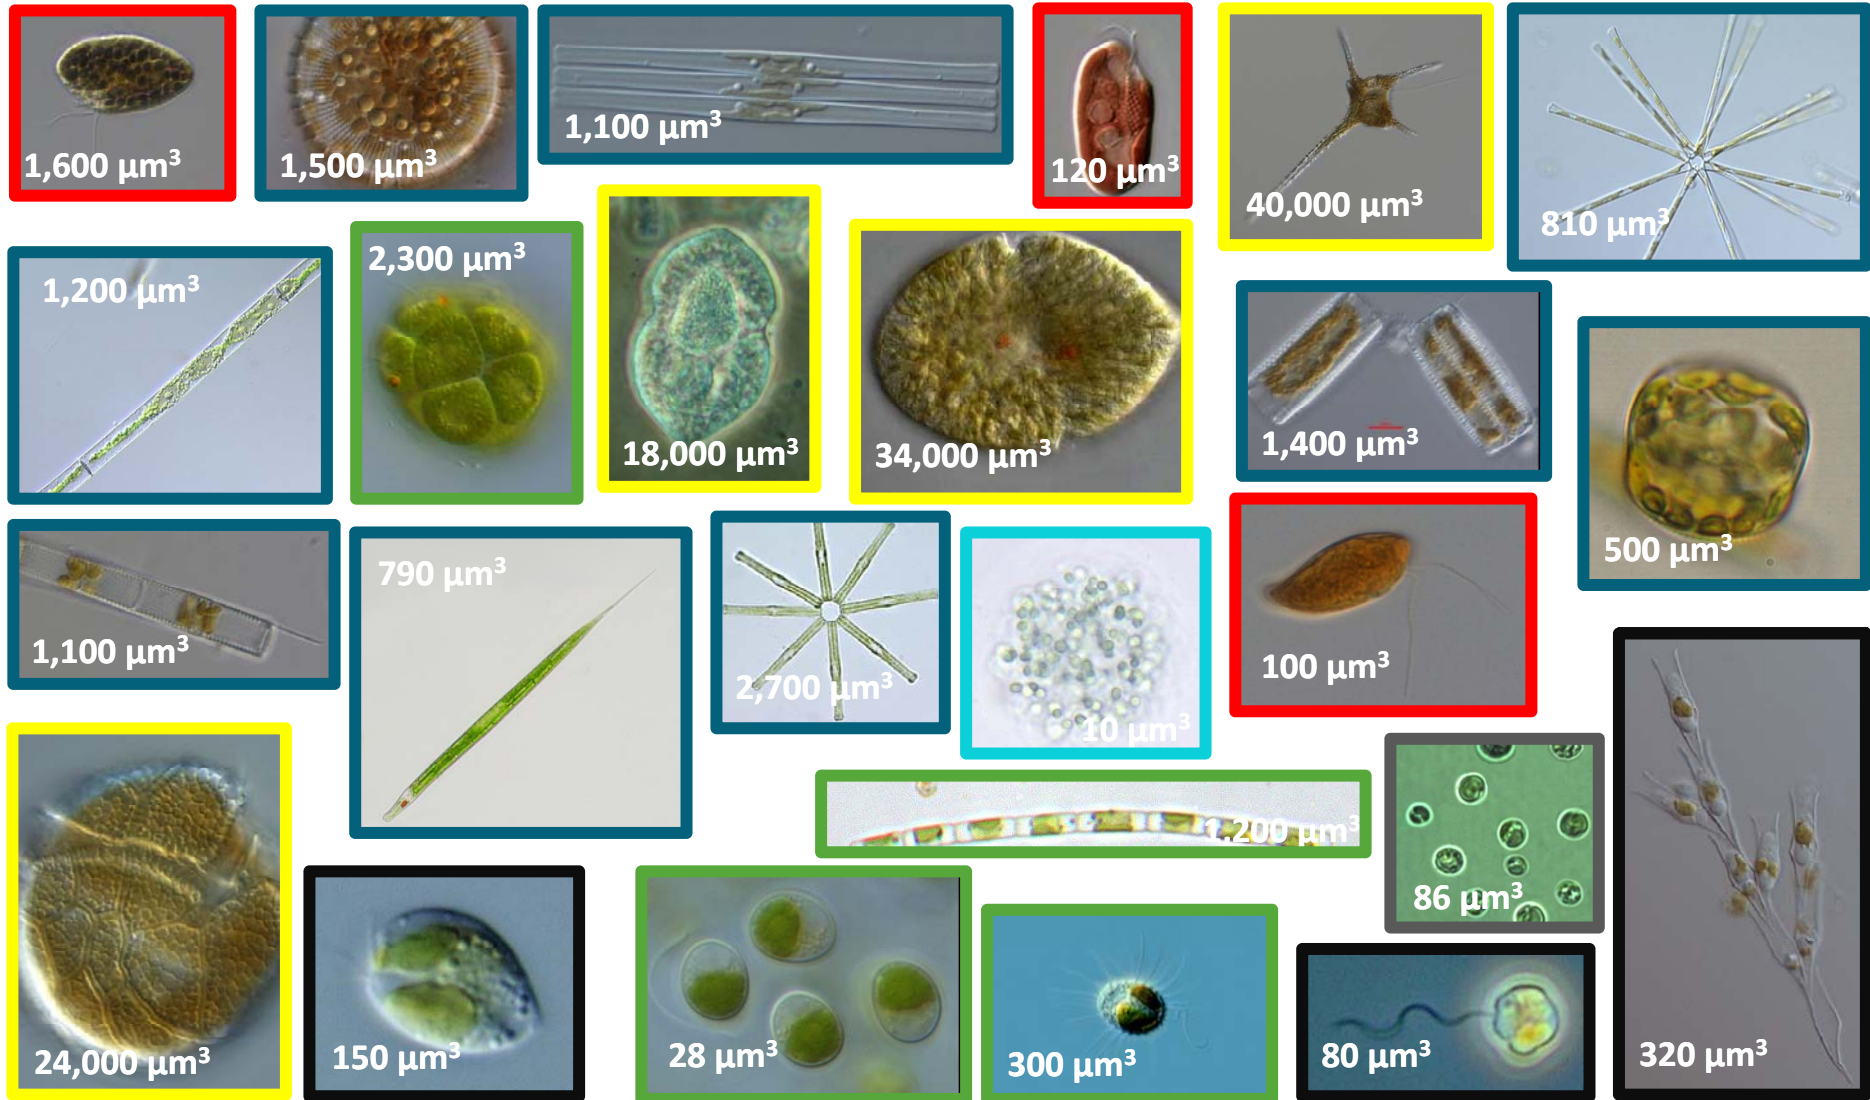 1,600 µm³
1,500 µm³
1,100 µm³
120 µm³
40,000 µm³
810 µm³
1,200 µm³
2,300 µm³
18,000 µm³
34,000 µm³
1,400 µm³
500 µm³
1,100 µm³
790 µm³
2,700 µm³
10 µm³
100 µm³
24,000 µm³
150 µm³
28 µm³
1,200 µm³
300 µm³
86 µm³
80 µm³
320 µm³